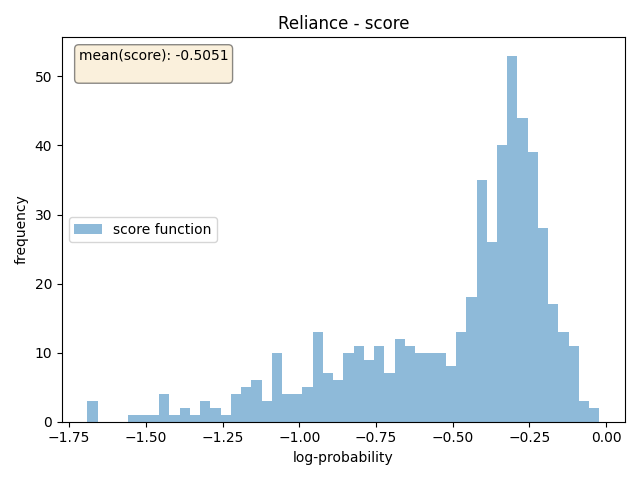 Reliance - score
mean(score): -0.5051
score function
frequency
50
40
30
20
10
0
−1.75 −1.50 −1.25 −1.00 −0.75 −0.50 −0.25 0.00
log-probability